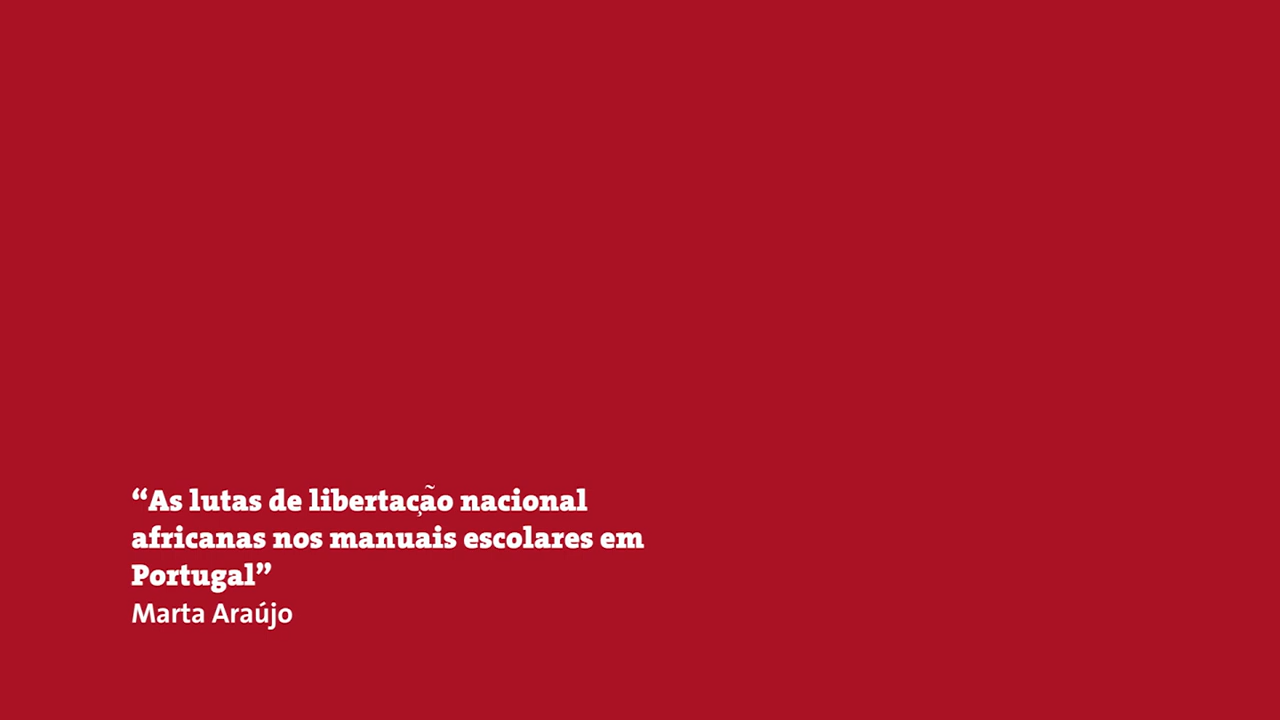 “As lutas de libertação nacional
africanas nos manuais escolares em
Portugal”
Marta Araújo